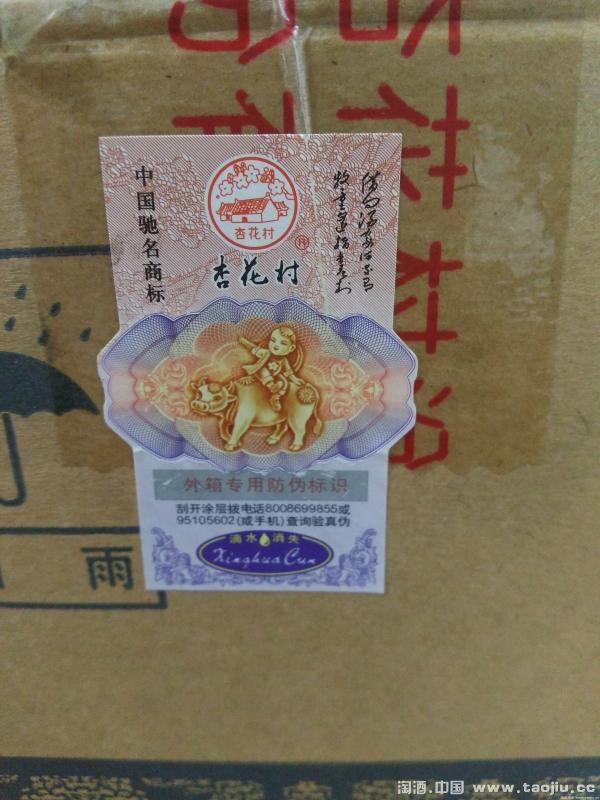 中国驰名商标
杏花村
®
杏花村
借问酒家何处有
牧童遥指杏花村
外箱专用防伪标识
刮开涂层拨电话8008699855或
95105602(或手机)查询验真伪
滴水消失
XinghuaCun
雨
花村汾
淘酒.中国 www.taojiu.cc